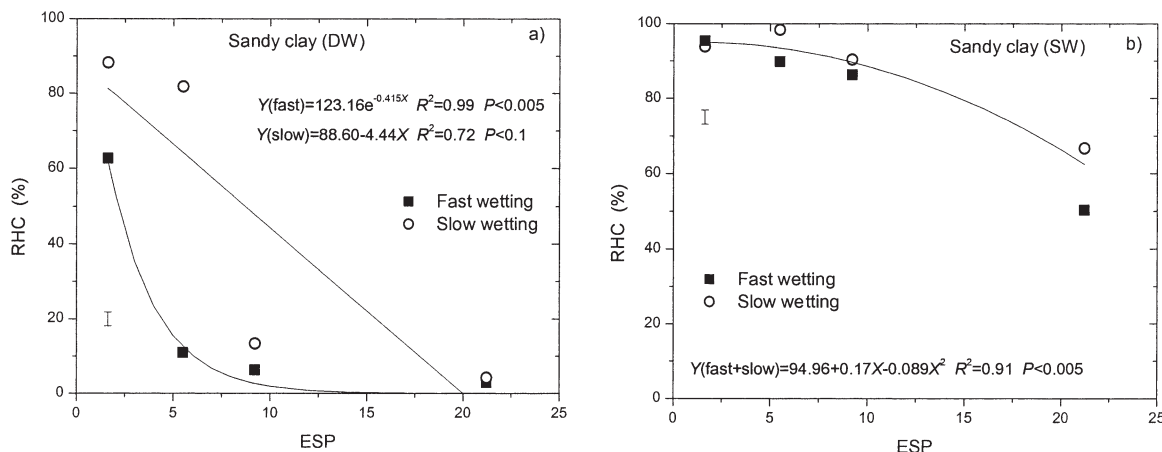 Sandy clay (DW)
a)
Y(fast)=123.16e^-0.415X R²=0.99 P<0.005
Y(slow)=88.60-4.44X R²=0.72 P<0.1
Fast wetting
Slow wetting
RHC (%)
100
80
60
40
20
0
0 5 10 15 20 25
ESP
Sandy clay (SW)
b)
Fast wetting
Slow wetting
Y(fast+slow)=94.96+0.17X-0.089X² R²=0.91 P<0.005
RHC (%)
100
80
60
40
20
0
0 5 10 15 20 25
ESP